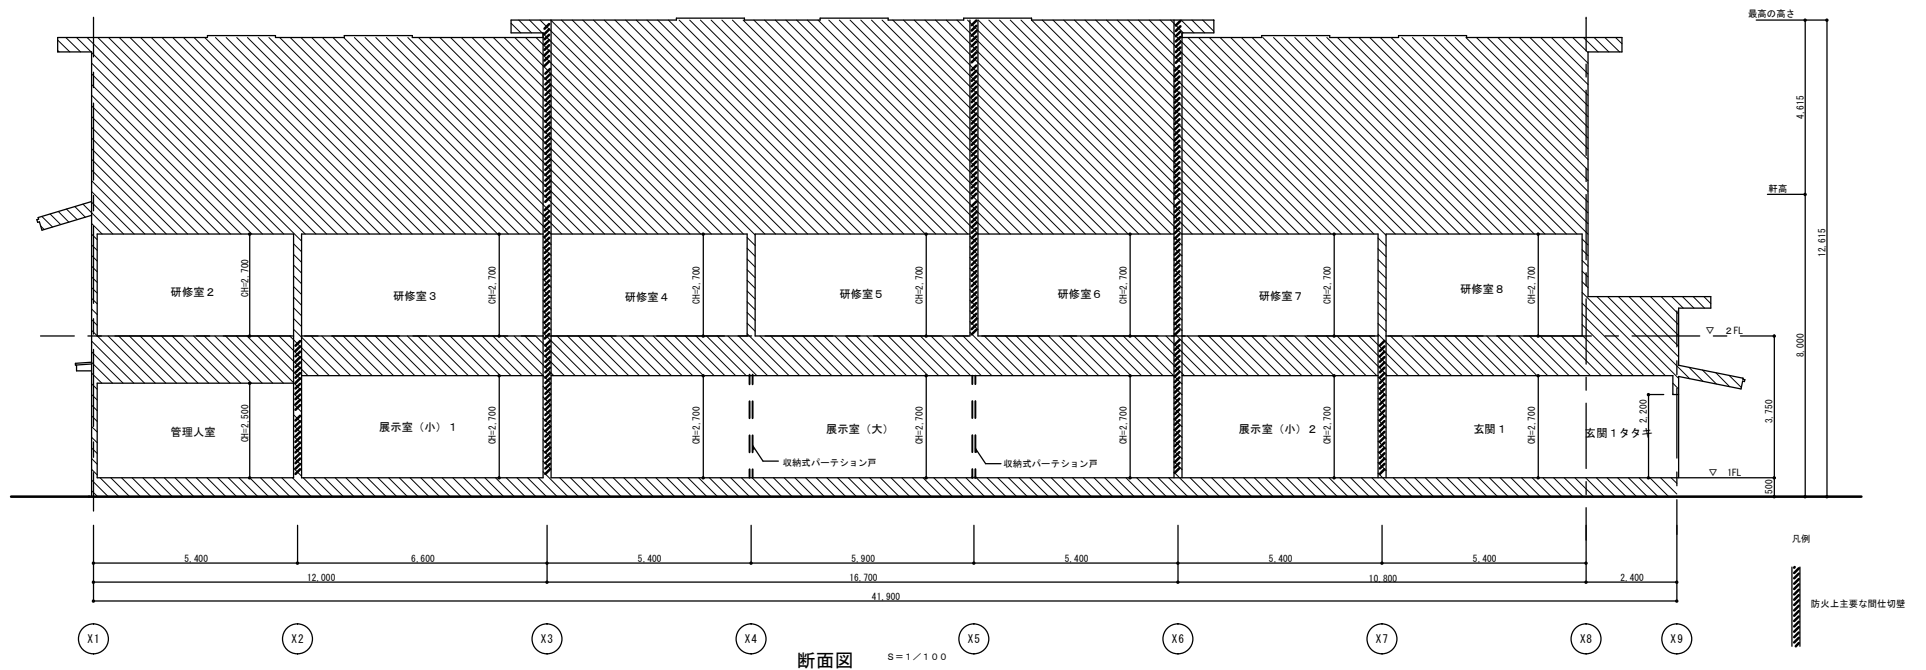 最高の高さ
4,615
軒高
12,615
8,000
研修室2
CH=2,700
研修室3
CH=2,700
研修室4
CH=2,700
研修室5
CH=2,700
研修室6
CH=2,700
研修室7
CH=2,700
研修室8
CH=2,700
▽ 2FL
管理人室
CH=2,500
展示室(小)1
CH=2,700
CH=2,700
収納式パーテション戸
展示室(大)
CH=2,700
収納式パーテション戸
CH=2,700
展示室(小)2
CH=2,700
玄関1
CH=2,700
玄関1タタキ
2,200
3,750
▽ 1FL
500
5,400
6,600
5,400
5,900
5,400
5,400
5,400
12,000
16,700
10,800
2,400
41,900
凡例
防火上主要な間仕切壁
X1
X2
X3
X4
X5
X6
X7
X8
X9
断面図 S=1/100